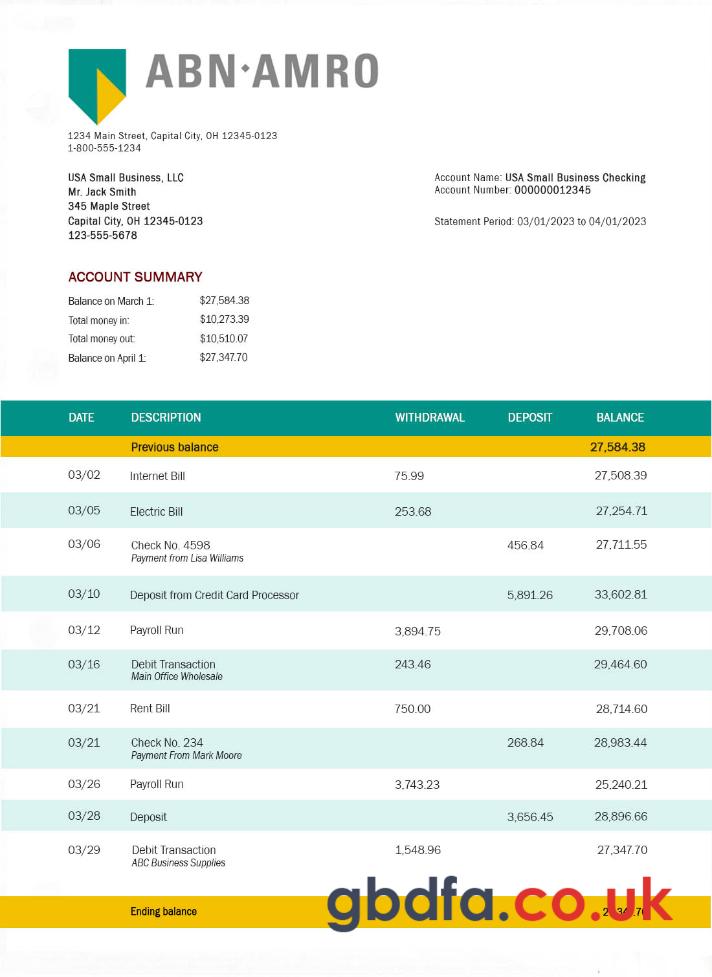 ABN·AMRO
1234 Main Street, Capital City, OH 12345-0123
1-800-555-1234
USA Small Business, LLC
Mr. Jack Smith
345 Maple Street
Capital City, OH 12345-0123
123-555-5678
Account Name: USA Small Business Checking
Account Number: 000000012345
Statement Period: 03/01/2023 to 04/01/2023
ACCOUNT SUMMARY
Balance on March 1: $27,584.38
Total money in: $10,273.39
Total money out: $10,510.07
Balance on April 1: $27,347.70
DATE DESCRIPTION WITHDRAWAL DEPOSIT BALANCE
Previous balance 27,584.38
03/02 Internet Bill 75.99 27,508.39
03/05 Electric Bill 253.68 27,254.71
03/06 Check No. 4598 456.84 27,711.55
Payment from Lisa Williams
03/10 Deposit from Credit Card Processor 5,891.26 33,602.81
03/12 Payroll Run 3,894.75 29,708.06
03/16 Debit Transaction 243.46 29,464.60
Main Office Wholesale
03/21 Rent Bill 750.00 28,714.60
03/21 Check No. 234 268.84 28,983.44
Payment From Mark Moore
03/26 Payroll Run 3,743.23 25,240.21
03/28 Deposit 3,656.45 28,896.66
03/29 Debit Transaction 1,548.96 27,347.70
ABC Business Supplies
Ending balance
gbdfa.co.uk